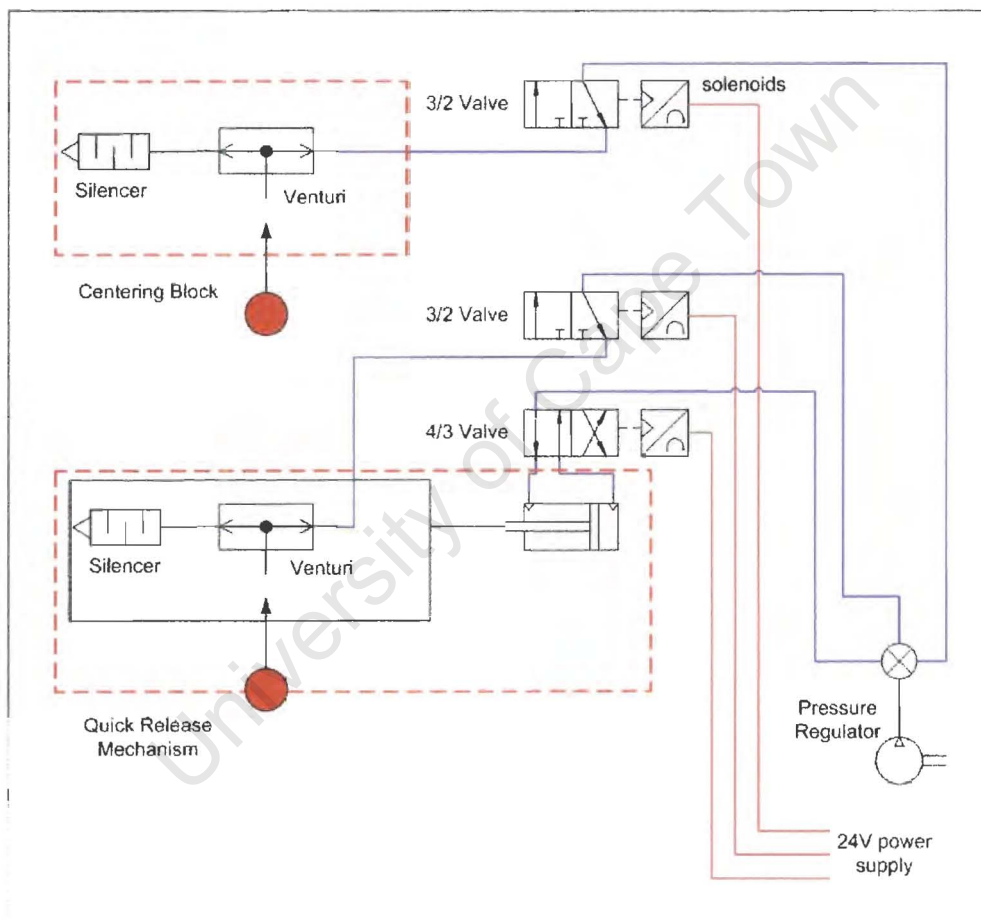 solenoids
3/2 Valve
Silencer
Venturi
Centering Block
3/2 Valve
4/3 Valve
Silencer
Venturi
Quick Release
Mechanism
Pressure
Regulator
24V power
supply
University of Cape Town